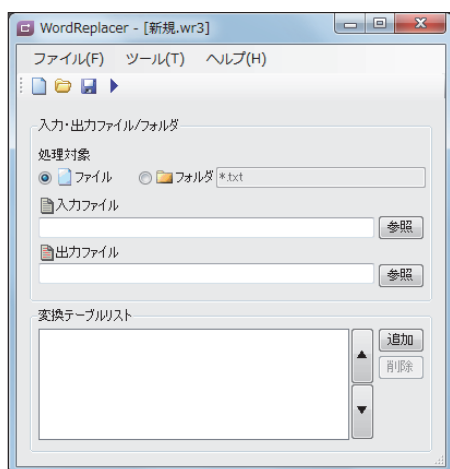 WordReplacer - [新規.wr3]
ファイル(F) ツール(T) ヘルプ(H)
入力・出力ファイル/フォルダ
処理対象
ファイル フォルダ *.txt
入力ファイル
参照
出力ファイル
参照
変換テーブルリスト
追加
削除